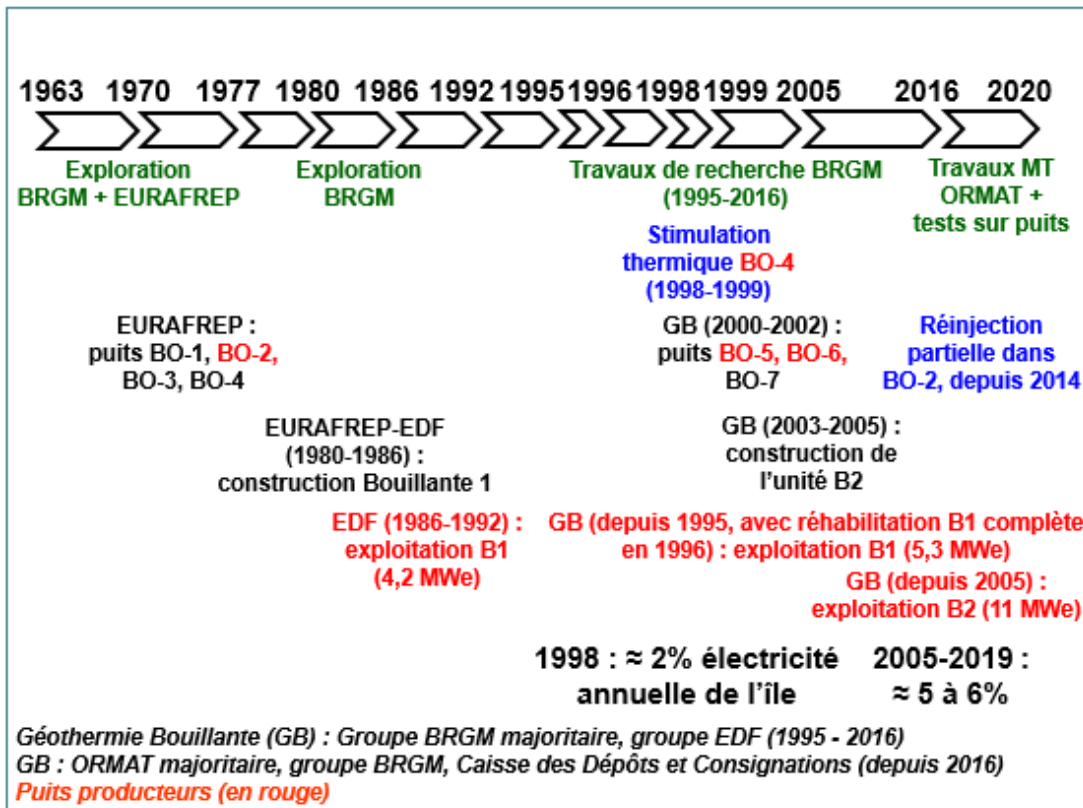 1963 1970 1977 1980 1986 1992 1995 1996 1998 1999 2005 2016 2020
Exploration
BRGM + EURAFREP
Exploration
BRGM
Travaux de recherche BRGM
(1995-2016)
Travaux MT
ORMAT +
tests sur puits
Stimulation
thermique BO-4
(1998-1999)
EURAFREP :
puits BO-1, BO-2,
BO-3, BO-4
GB (2000-2002) :
puits BO-5, BO-6,
BO-7
Réinjection
partielle dans
BO-2, depuis 2014
EURAFREP-EDF
(1980-1986) :
construction Bouillante 1
GB (2003-2005) :
construction de
l'unité B2
EDF (1986-1992) :
exploitation B1
(4,2 MWe)
GB (depuis 1995, avec réhabilitation B1 complète
en 1996) : exploitation B1 (5,3 MWe)
GB (depuis 2005) :
exploitation B2 (11 MWe)
1998 : ≈ 2% électricité
annuelle de l'île
2005-2019 :
≈ 5 à 6%
Géothermie Bouillante (GB) : Groupe BRGM majoritaire, groupe EDF (1995 - 2016)
GB : ORMAT majoritaire, groupe BRGM, Caisse des Dépôts et Consignations (depuis 2016)
Puits producteurs (en rouge)